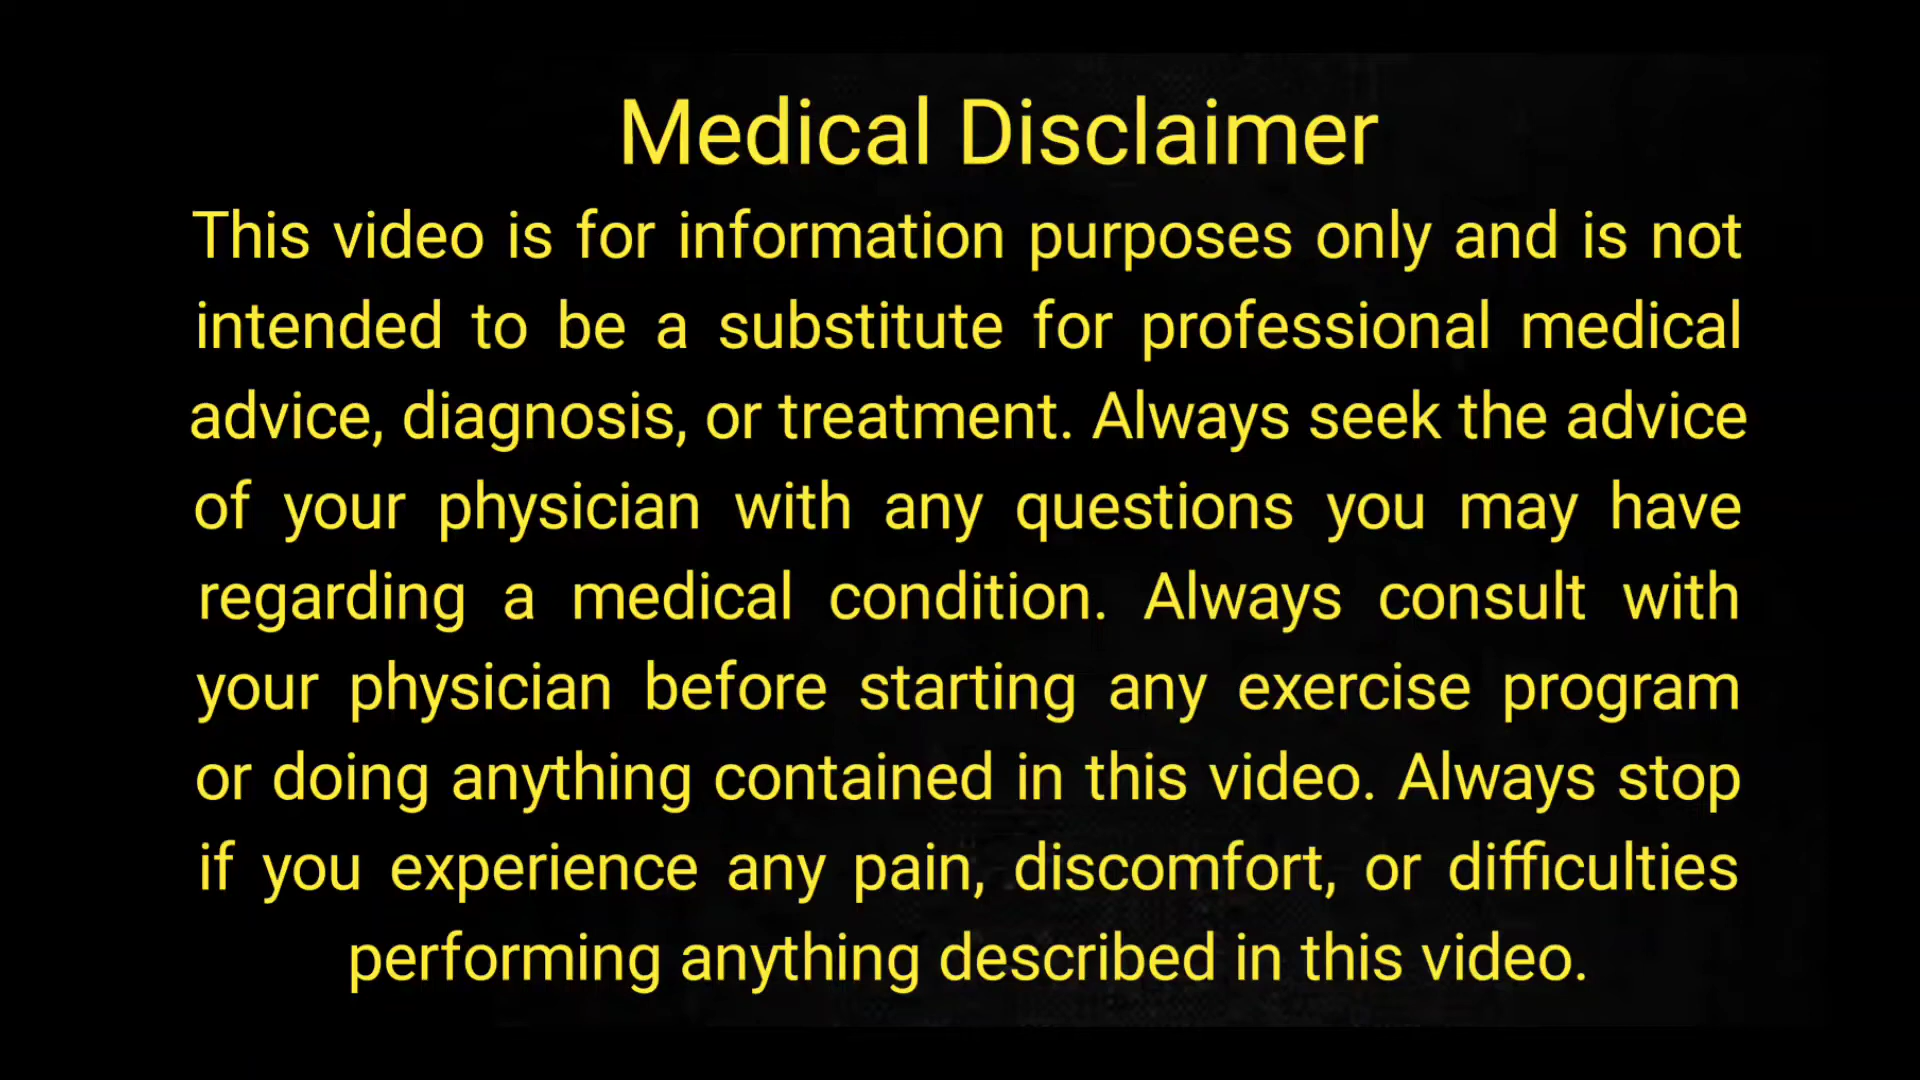 Medical Disclaimer
This video is for information purposes only and is not
intended to be a substitute for professional medical
advice, diagnosis, or treatment. Always seek the advice
of your physician with any questions you may have
regarding a medical condition. Always consult with
your physician before starting any exercise program
or doing anything contained in this video. Always stop
if you experience any pain, discomfort, or difficulties
performing anything described in this video.